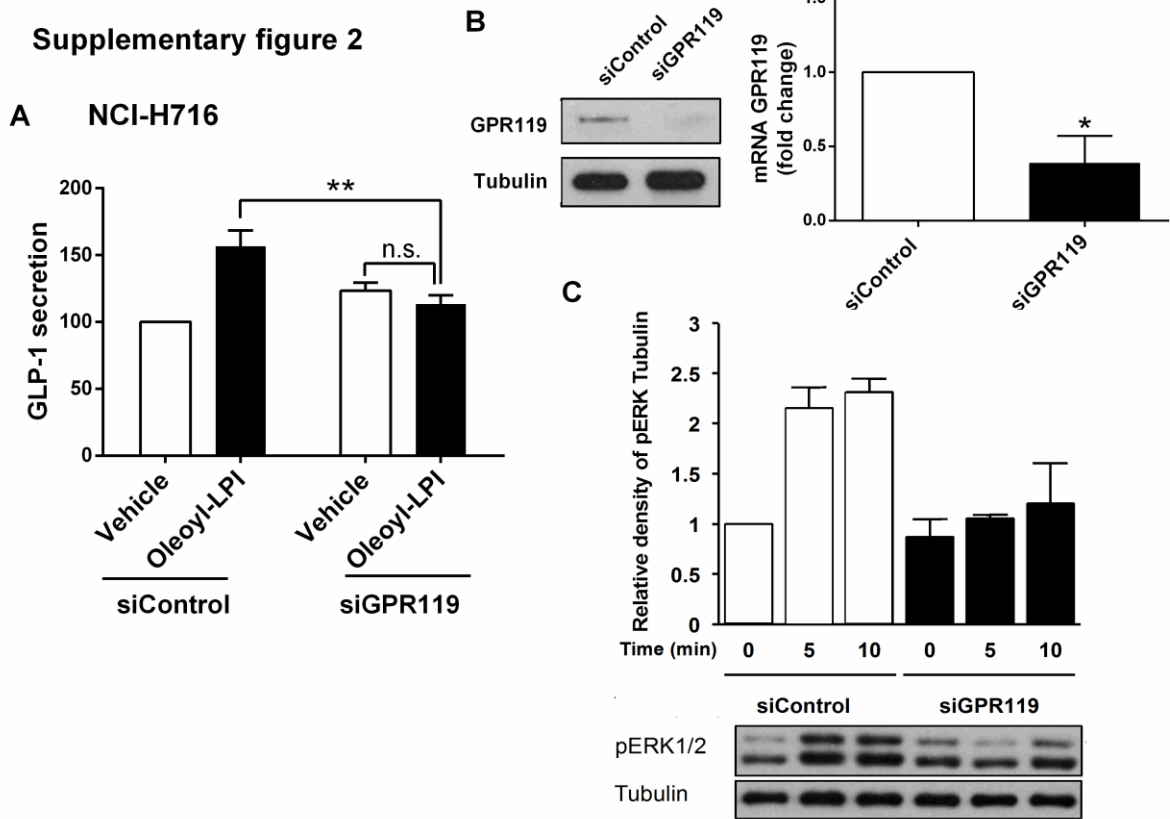 Supplementary figure 2
A
NCI-H716
GLP-1 secretion
200
150
100
50
0
**
n.s.
Vehicle
Oleoyl-LPI
Vehicle
Oleoyl-LPI
siControl
siGPR119
B
siControl
siGPR119
GPR119
Tubulin
mRNA GPR119
(fold change)
1.0
0.5
0.0
*
siControl
siGPR119
C
Relative density of pERK Tubulin
3
2.5
2
1.5
1
0.5
0
Time (min)
0
5
10
0
5
10
siControl
siGPR119
pERK1/2
Tubulin